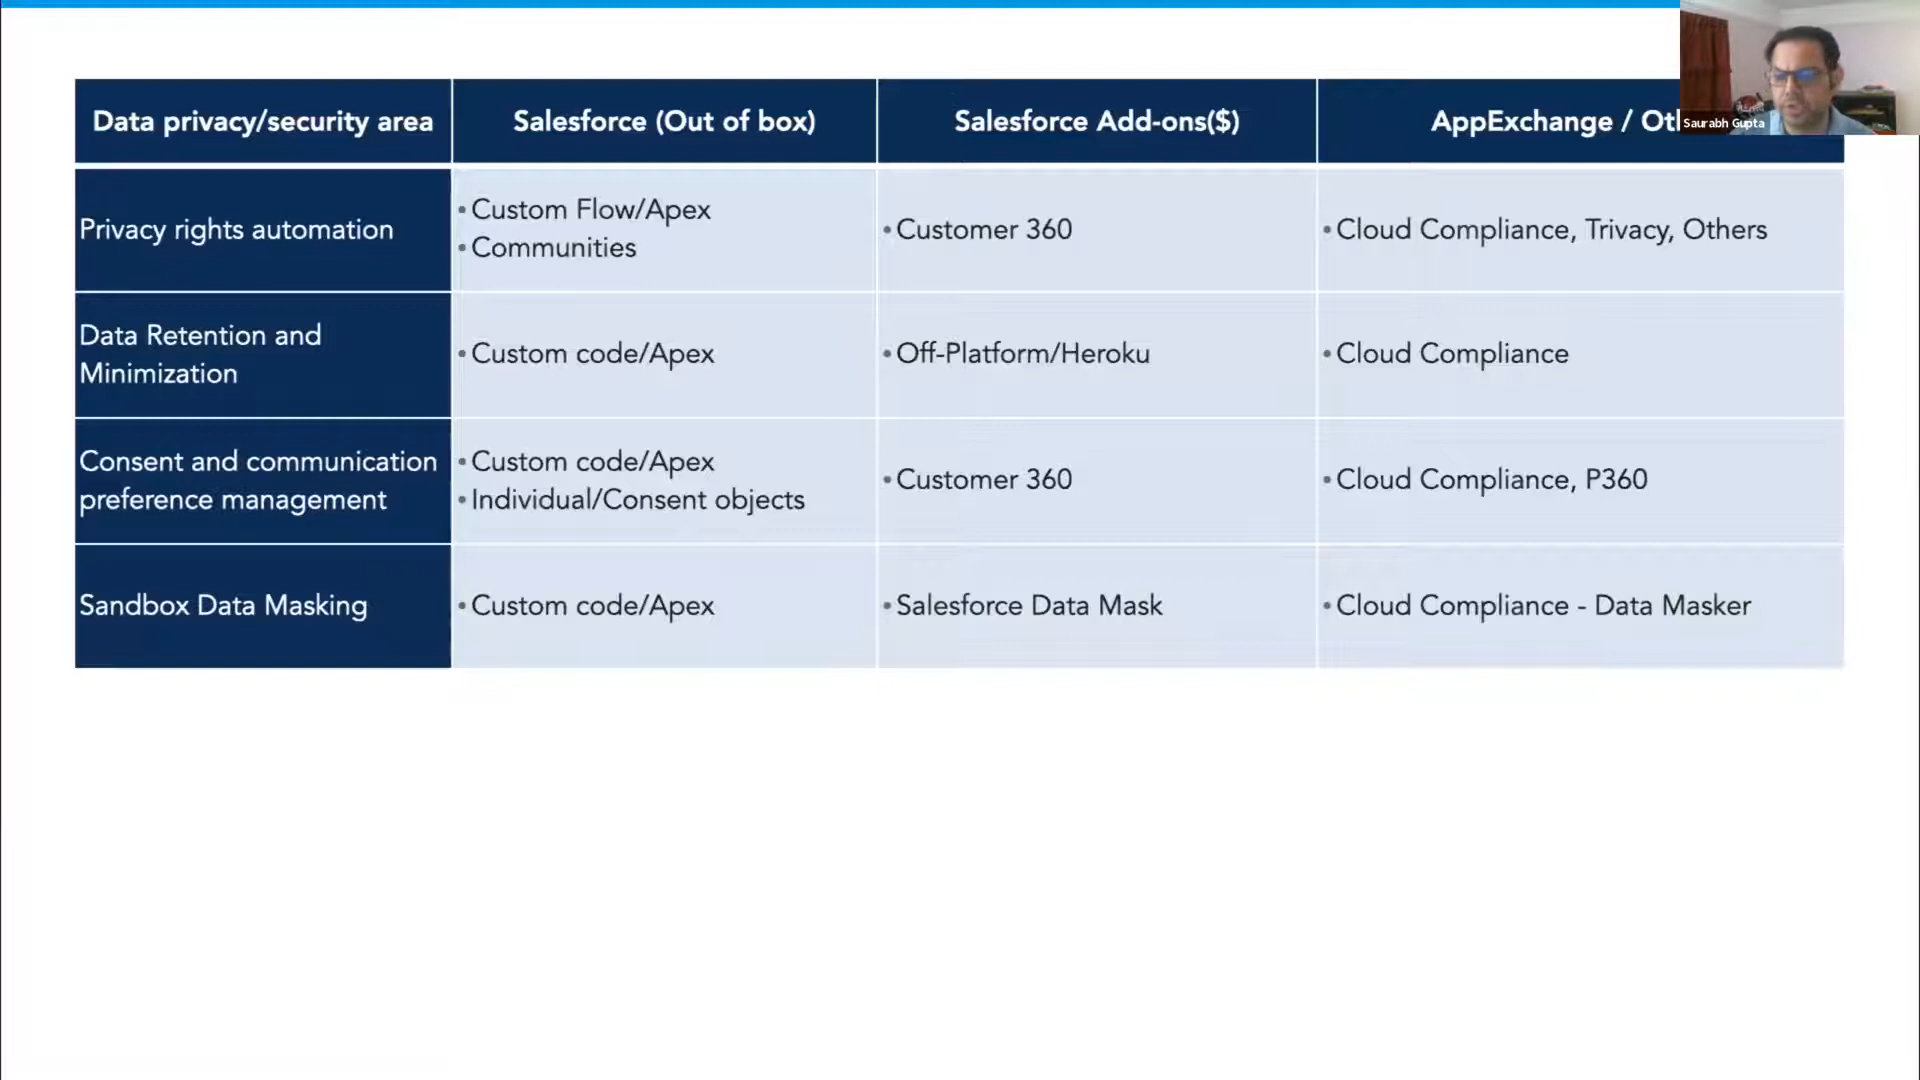 Data privacy/security area
Salesforce (Out of box)
Salesforce Add-ons($)
AppExchange /
Saurabh Gupta
Privacy rights automation
• Custom Flow/Apex
• Communities
• Customer 360
• Cloud Compliance, Trivacy, Others
Data Retention and
Minimization
• Custom code/Apex
• Off-Platform/Heroku
• Cloud Compliance
Consent and communication
preference management
• Custom code/Apex
• Individual/Consent objects
• Customer 360
• Cloud Compliance, P360
Sandbox Data Masking
• Custom code/Apex
• Salesforce Data Mask
• Cloud Compliance - Data Masker